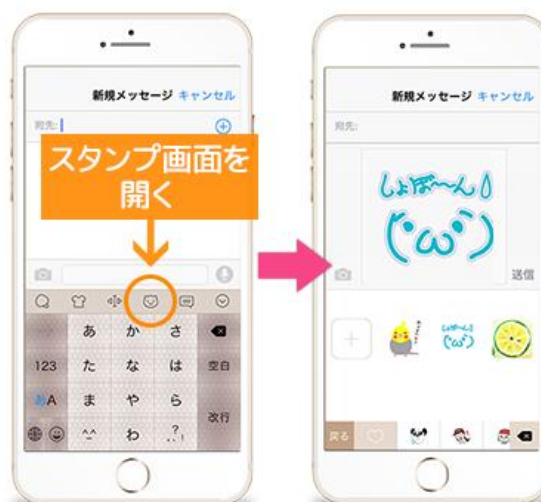 新規メッセージ キャンセル
宛先:
スタンプ画面を
開く
あ か さ
123 た な は 空白
あA ま や ら
改行
^_^ わ 、。?!
新規メッセージ キャンセル
宛先:
しょぼ〜ん
(´・ω・`)
送信
しょぼ〜ん
(´・ω・`)
戻る